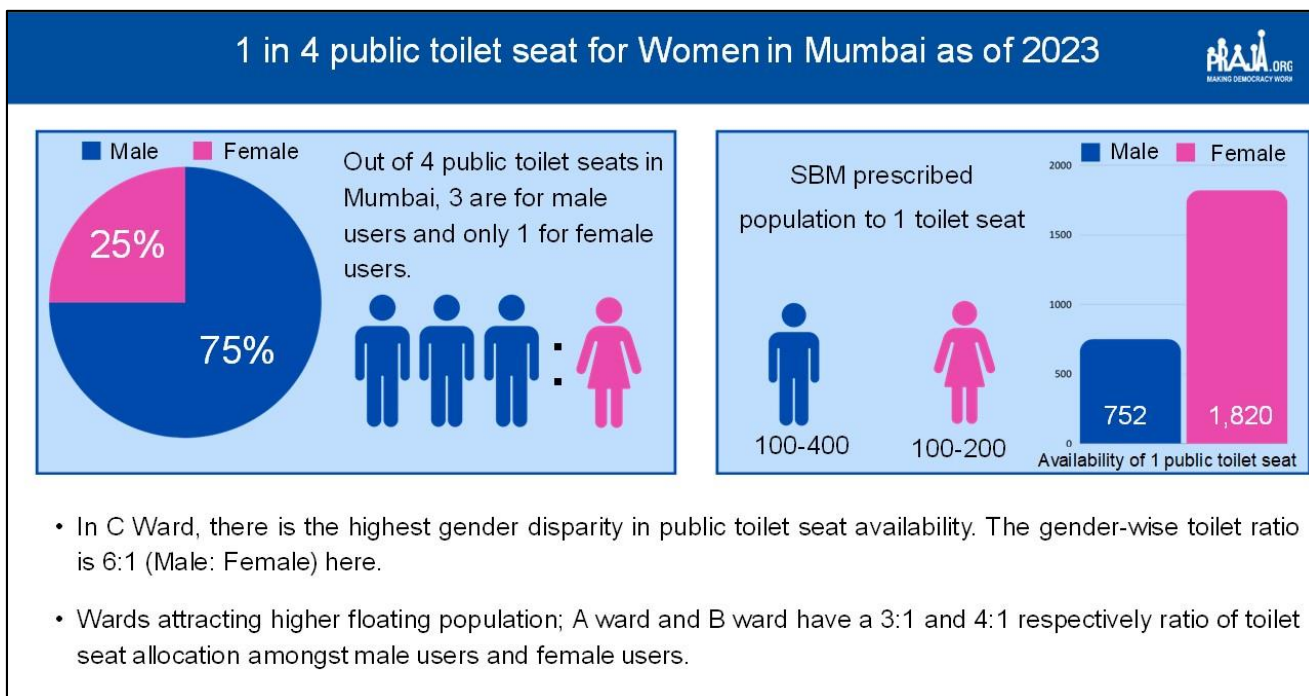 1 in 4 public toilet seat for Women in Mumbai as of 2023
PRAJA.ORG
MAKING DEMOCRACY WORK
Male Female
25%
75%
Out of 4 public toilet seats in
Mumbai, 3 are for male
users and only 1 for female
users.
:
SBM prescribed
population to 1 toilet seat
100-400
100-200
Male Female
2000
1500
1000
500
0
752
1,820
Availability of 1 public toilet seat
• In C Ward, there is the highest gender disparity in public toilet seat availability. The gender-wise toilet ratio
is 6:1 (Male: Female) here.
• Wards attracting higher floating population; A ward and B ward have a 3:1 and 4:1 respectively ratio of toilet
seat allocation amongst male users and female users.